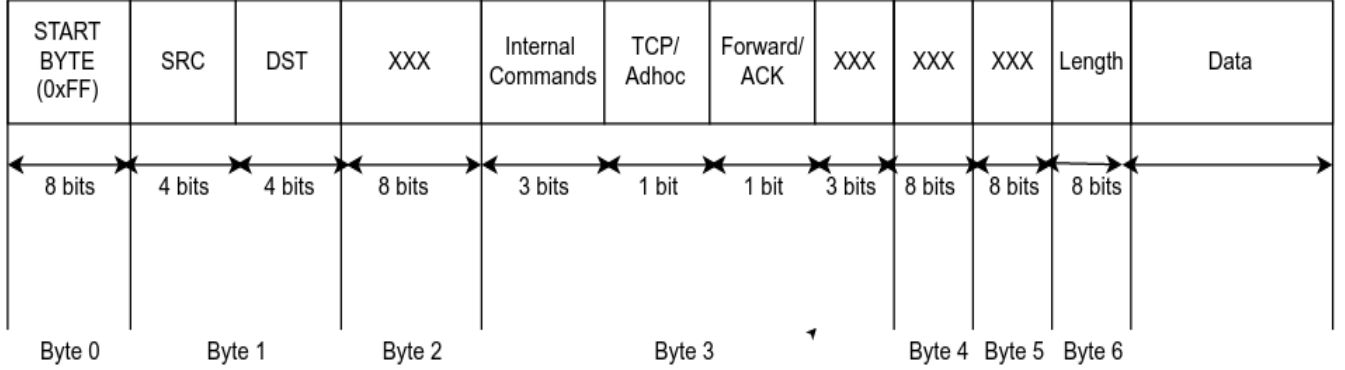 START
BYTE
(0xFF)
SRC
DST
XXX
Internal
Commands
TCP/
Adhoc
Forward/
ACK
XXX
XXX
XXX
Length
Data
8 bits
4 bits
4 bits
8 bits
3 bits
1 bit
1 bit
3 bits
8 bits
8 bits
8 bits
Byte 0
Byte 1
Byte 2
Byte 3
Byte 4
Byte 5
Byte 6